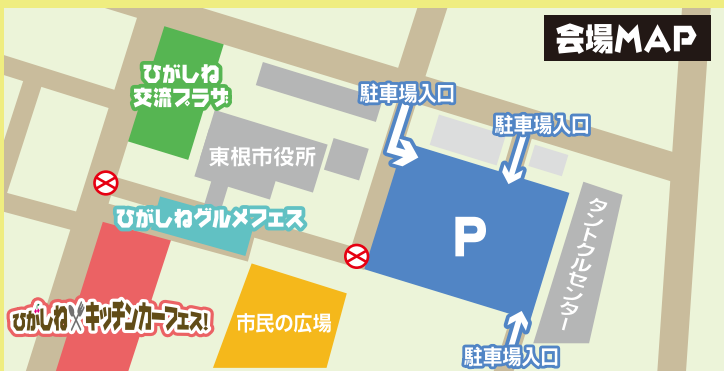 会場MAP
ひがしね
交流プラザ
駐車場入口
駐車場入口
東根市役所
ひがしねグルメフェス
P
タントクルセンター
ひがしねキッチンカーフェス!
市民の広場
駐車場入口